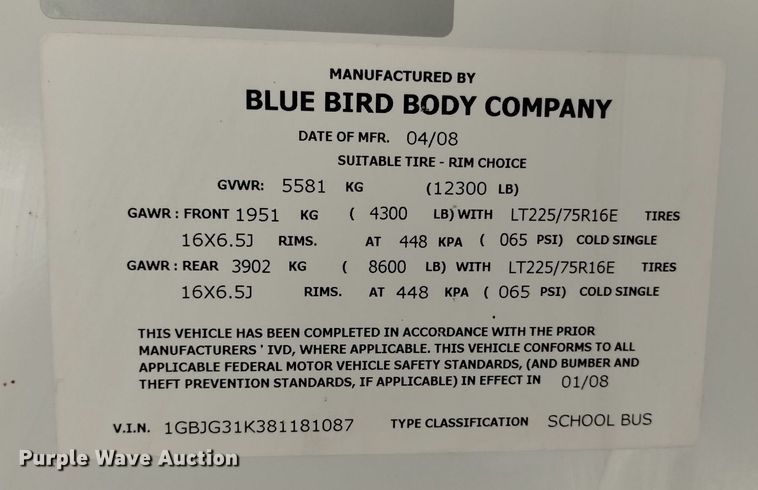 MANUFACTURED BY
BLUE BIRD BODY COMPANY
DATE OF MFR. 04/08
SUITABLE TIRE - RIM CHOICE
GVWR: 5581 KG (12300 LB)
GAWR : FRONT 1951 KG ( 4300 LB) WITH LT225/75R16E TIRES
16X6.5J RIMS. AT 448 KPA ( 065 PSI) COLD SINGLE
GAWR : REAR 3902 KG ( 8600 LB) WITH LT225/75R16E TIRES
16X6.5J RIMS. AT 448 KPA ( 065 PSI) COLD SINGLE
THIS VEHICLE HAS BEEN COMPLETED IN ACCORDANCE WITH THE PRIOR
MANUFACTURERS ' IVD, WHERE APPLICABLE. THIS VEHICLE CONFORMS TO ALL
APPLICABLE FEDERAL MOTOR VEHICLE SAFETY STANDARDS, (AND BUMBER AND
THEFT PREVENTION STANDARDS, IF APPLICABLE) IN EFFECT IN 01/08
V.I.N. 1GBJG31K381181087 TYPE CLASSIFICATION SCHOOL BUS
Purple Wave Auction